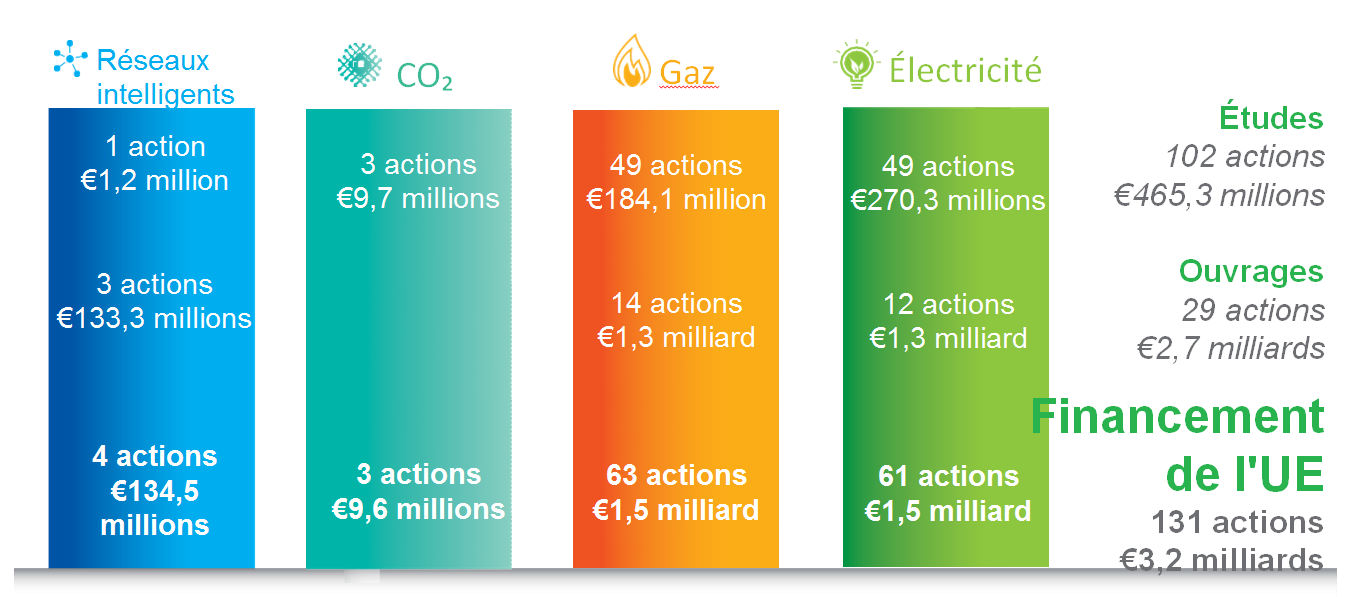 Réseaux
intelligents
1 action
€1,2 million
3 actions
€133,3 millions
4 actions
€134,5
millions
CO₂
3 actions
€9,7 millions
3 actions
€9,6 millions
Gaz
49 actions
€184,1 million
14 actions
€1,3 milliard
63 actions
€1,5 milliard
Électricité
49 actions
€270,3 millions
12 actions
€1,3 milliard
61 actions
€1,5 milliard
Études
102 actions
€465,3 millions
Ouvrages
29 actions
€2,7 milliards
Financement
de l'UE
131 actions
€3,2 milliards